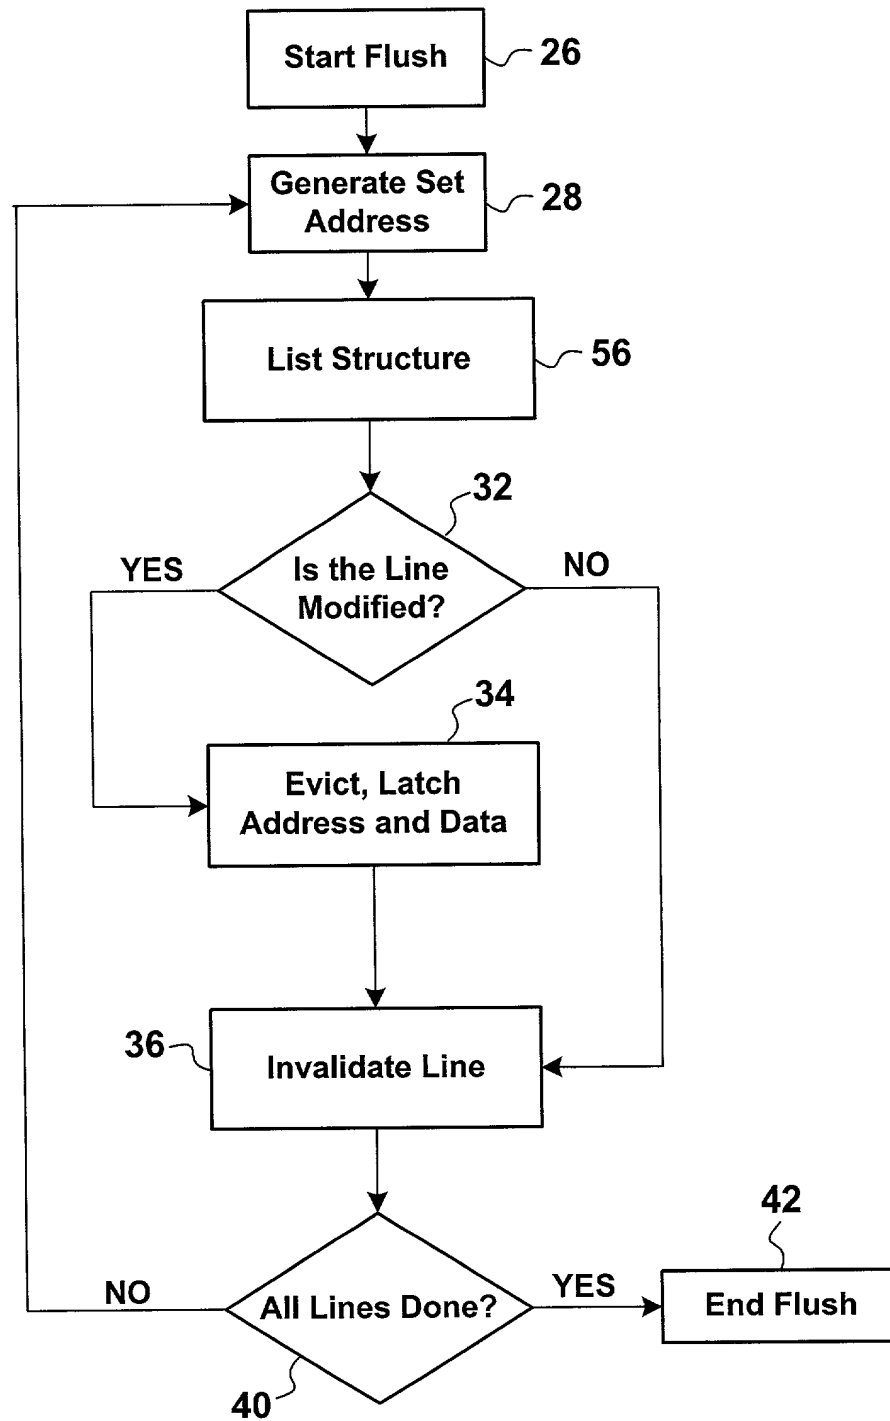 Start Flush
26
Generate Set
Address
28
List Structure
56
32
YES
Is the Line
Modified?
NO
34
Evict, Latch
Address and Data
36
Invalidate Line
42
NO
All Lines Done?
YES
End Flush
40